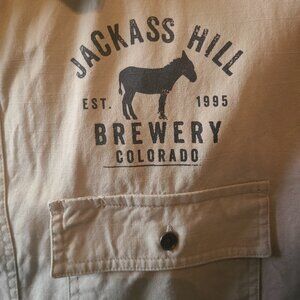 JACKASS HILL
EST. 1995
BREWERY
COLORADO